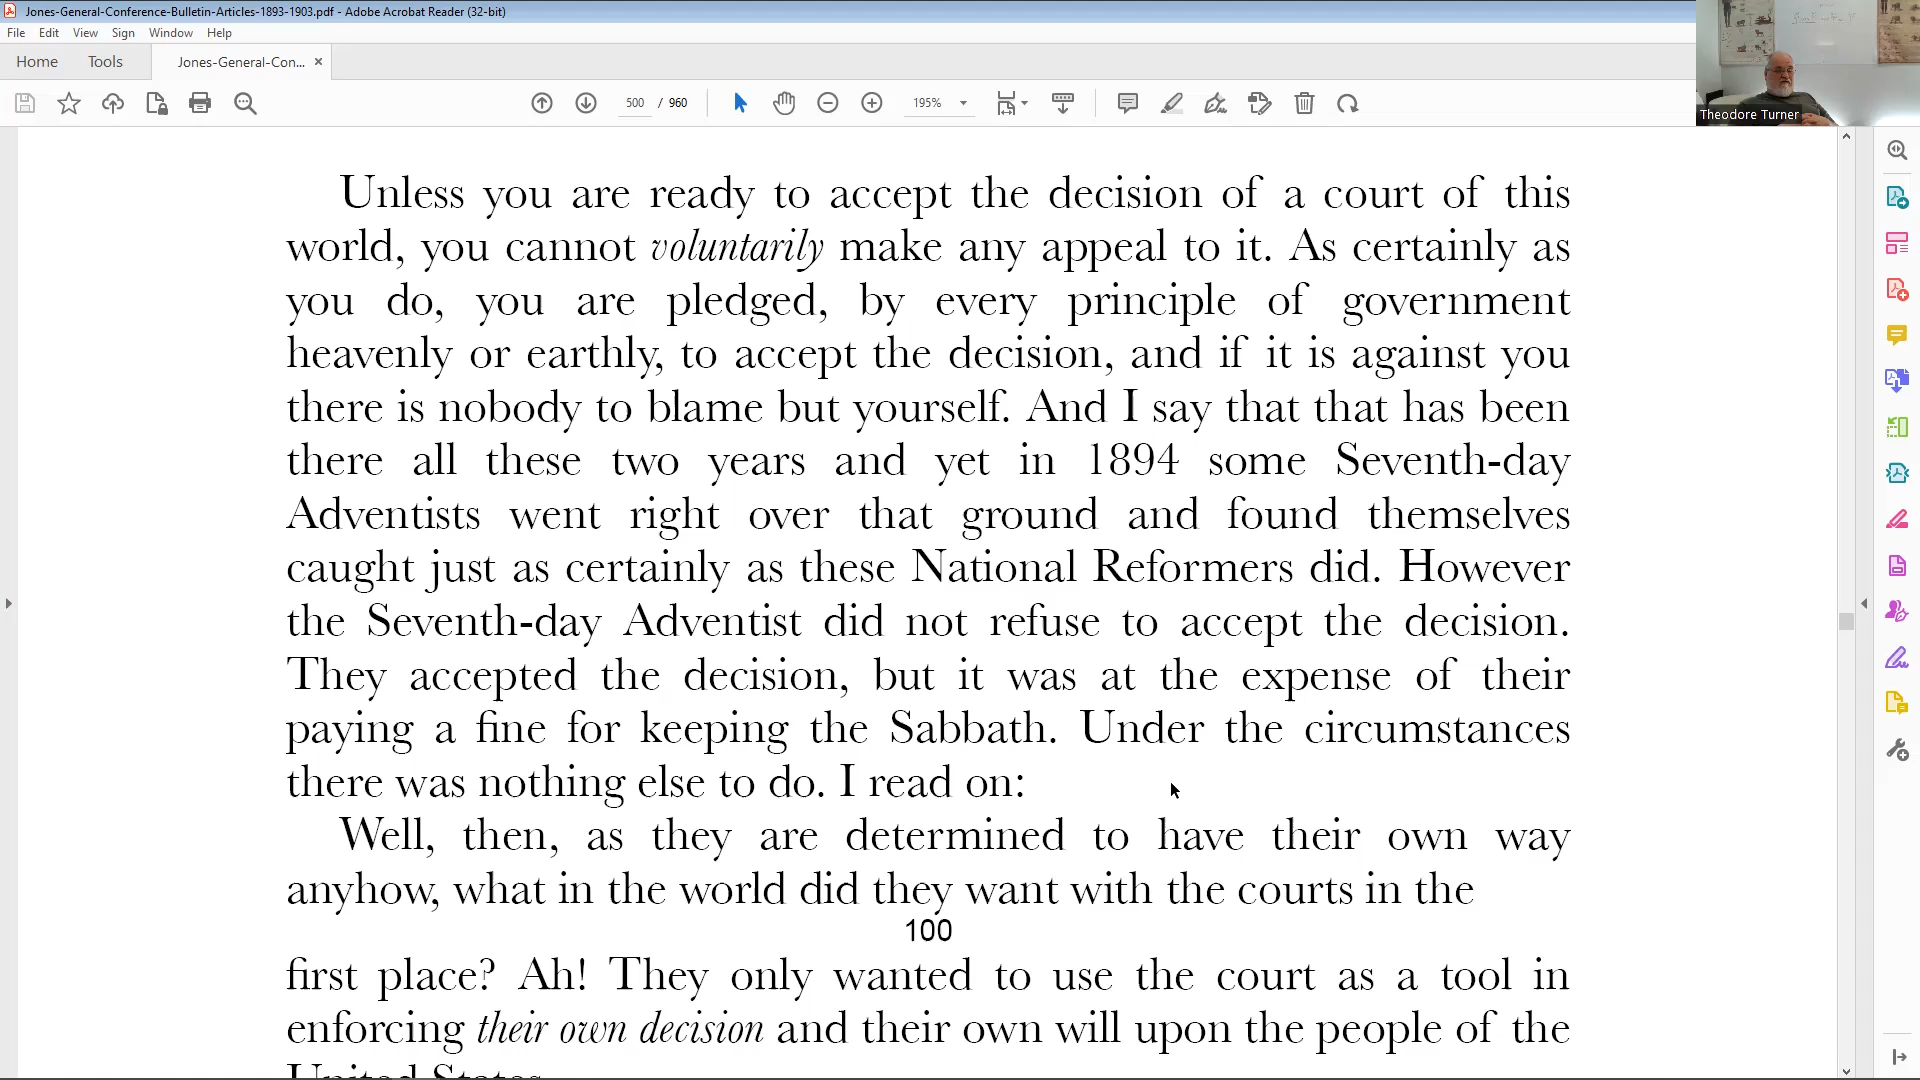 Jones-General-Conference-Bulletin-Articles-1893-1903.pdf - Adobe Acrobat Reader (32-bit)
File Edit View Sign Window Help
Home Tools Jones-General-Con... ×
500 / 960 195%
Theodore Turner
Unless you are ready to accept the decision of a court of this
world, you cannot voluntarily make any appeal to it. As certainly as
you do, you are pledged, by every principle of government
heavenly or earthly, to accept the decision, and if it is against you
there is nobody to blame but yourself. And I say that that has been
there all these two years and yet in 1894 some Seventh-day
Adventists went right over that ground and found themselves
caught just as certainly as these National Reformers did. However
the Seventh-day Adventist did not refuse to accept the decision.
They accepted the decision, but it was at the expense of their
paying a fine for keeping the Sabbath. Under the circumstances
there was nothing else to do. I read on:
Well, then, as they are determined to have their own way
anyhow, what in the world did they want with the courts in the
100
first place? Ah! They only wanted to use the court as a tool in
enforcing their own decision and their own will upon the people of the
United States.